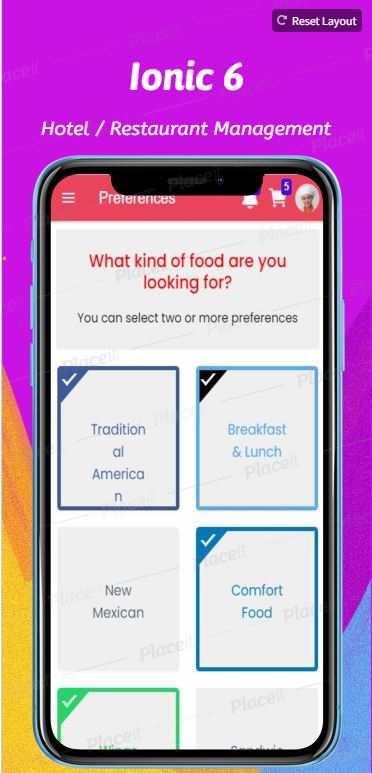 Reset Layout
Ionic 6
Hotel / Restaurant Management
Preferences
5
What kind of food are you
looking for?
You can select two or more preferences
Tradition
al
America
n
Breakfast
& Lunch
New
Mexican
Comfort
Food
Wings
Sandwic
Placeit